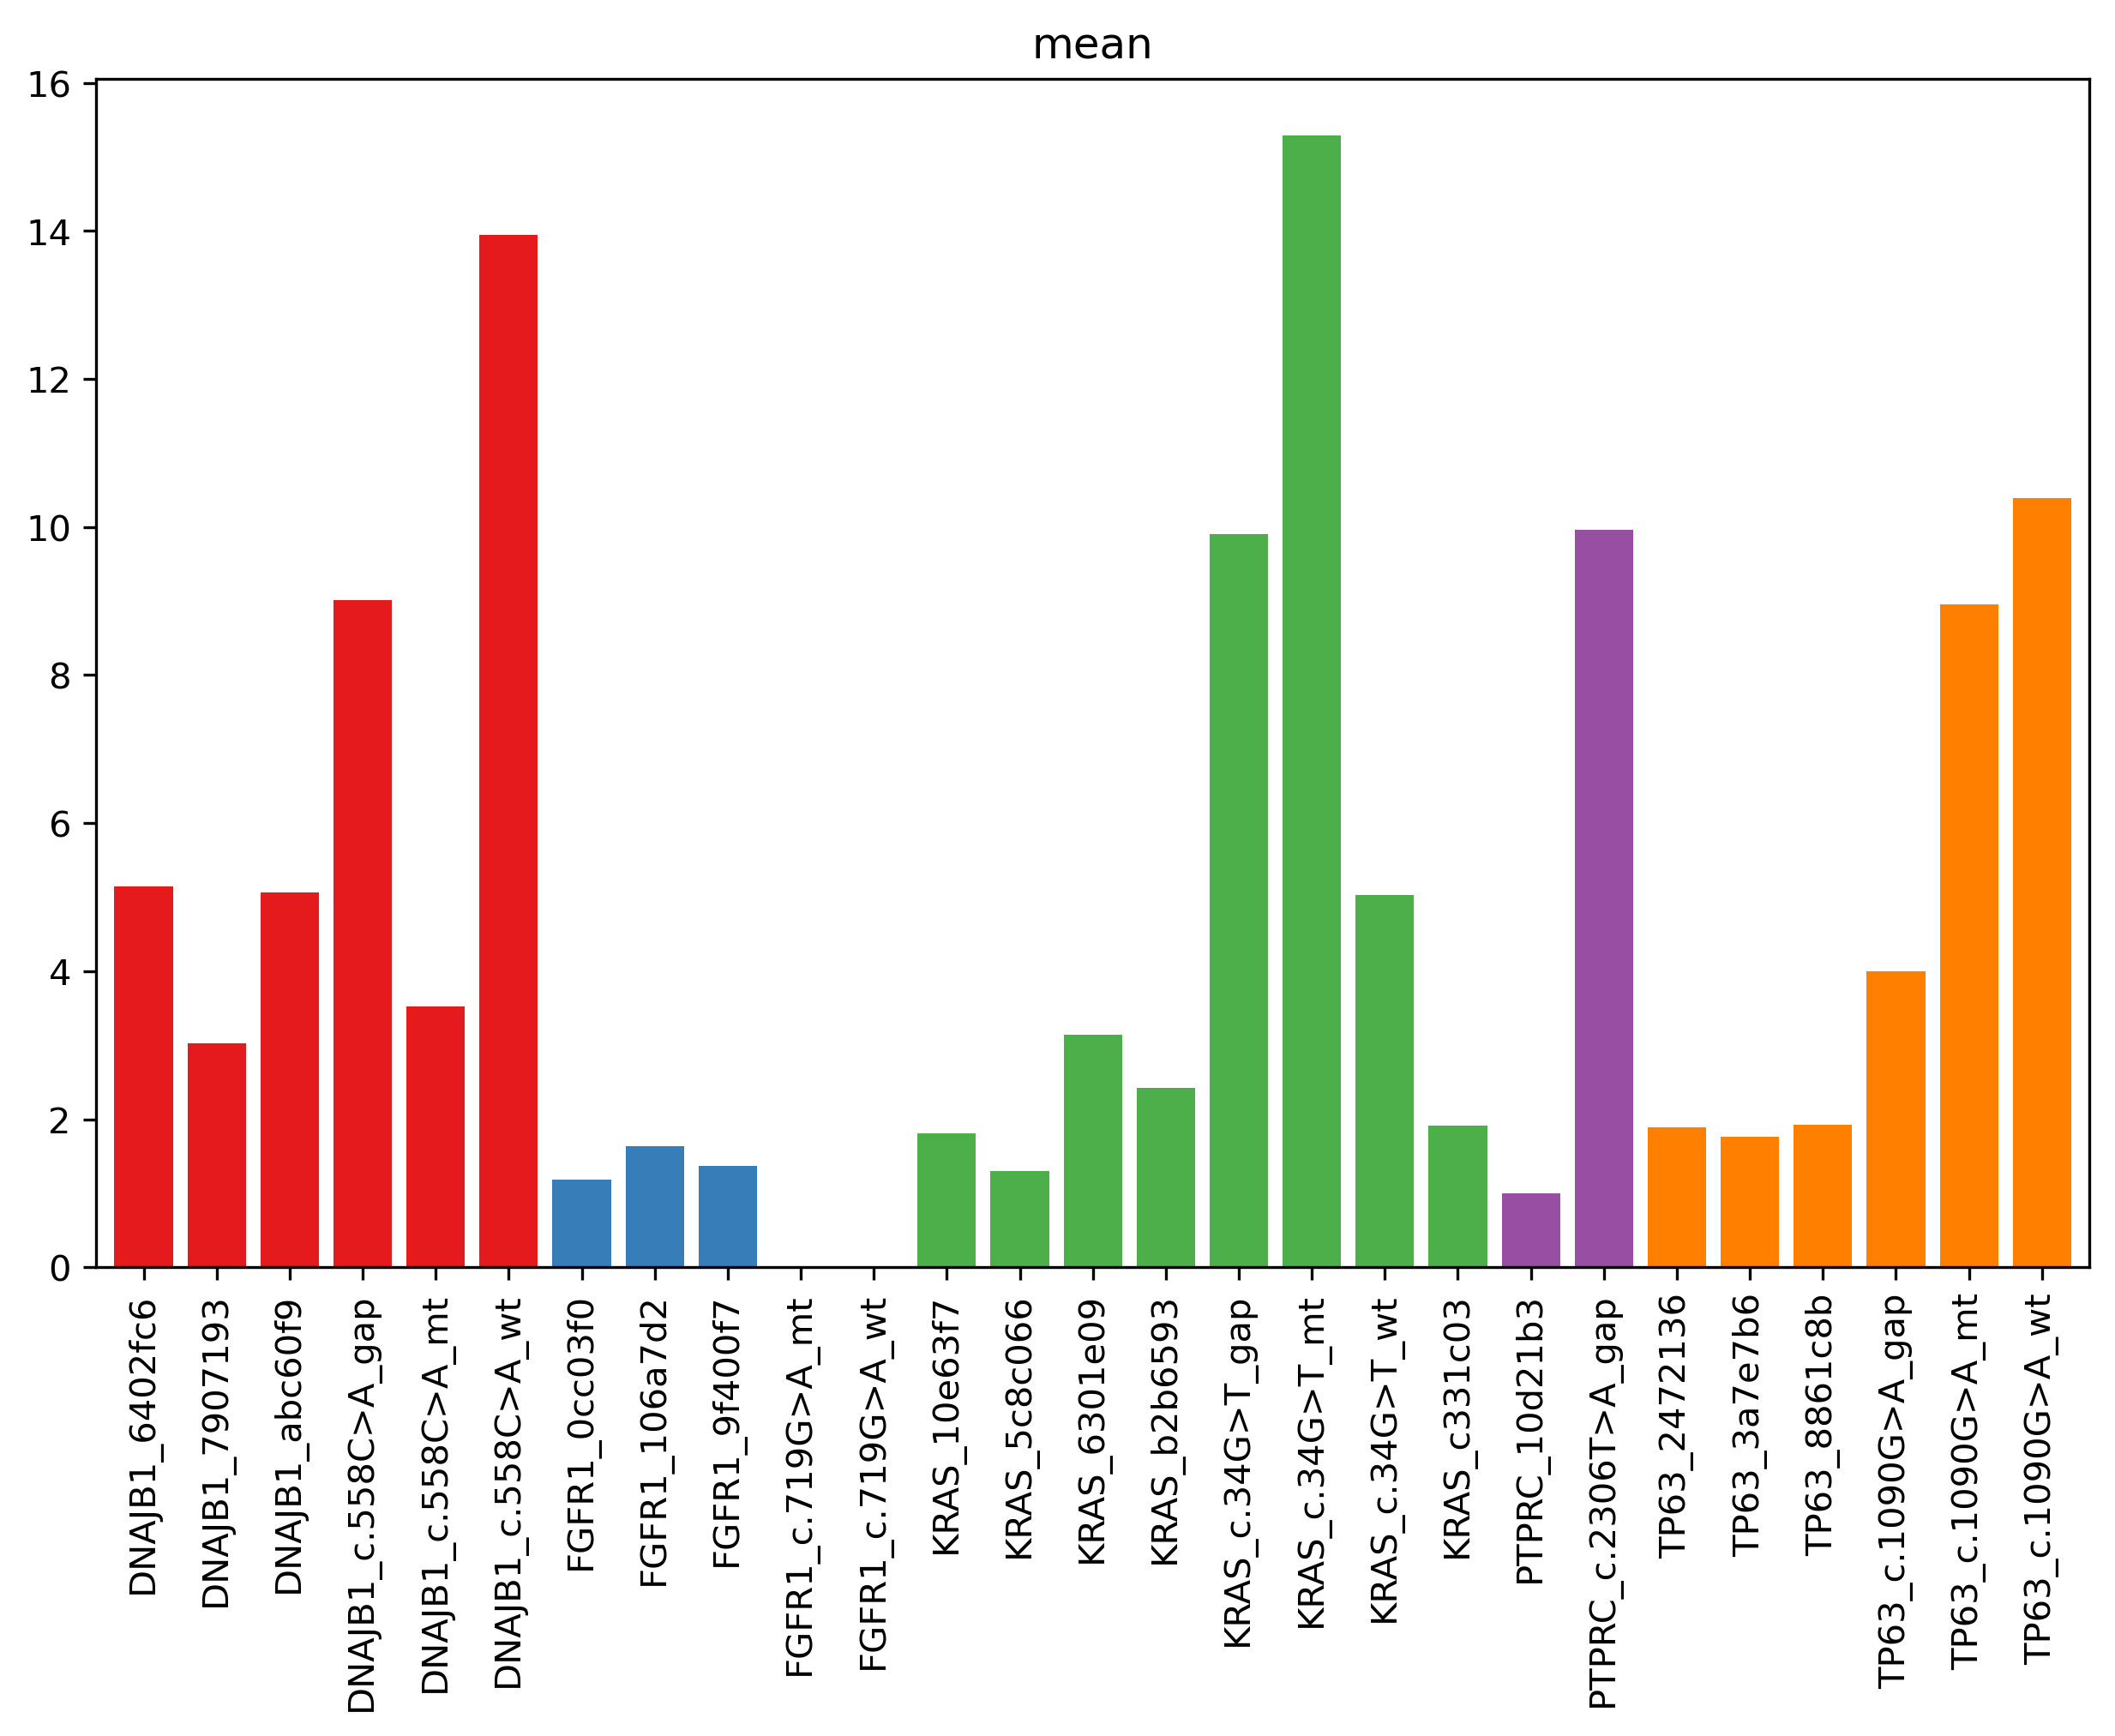 mean
16
14
12
10
8
6
4
2
0
DNAJB1_6402fc6
DNAJB1_7907193
DNAJB1_abc60f9
DNAJB1_c.558C>A_gap
DNAJB1_c.558C>A_mt
DNAJB1_c.558C>A_wt
FGFR1_0cc03f0
FGFR1_106a7d2
FGFR1_9f400f7
FGFR1_c.719G>A_mt
FGFR1_c.719G>A_wt
KRAS_10e63f7
KRAS_5c8c066
KRAS_6301e09
KRAS_b2b6593
KRAS_c.34G>T_gap
KRAS_c.34G>T_mt
KRAS_c.34G>T_wt
KRAS_c331c03
PTPRC_10d21b3
PTPRC_c.2306T>A_gap
TP63_2472136
TP63_3a7e7b6
TP63_8861c8b
TP63_c.1090G>A_gap
TP63_c.1090G>A_mt
TP63_c.1090G>A_wt